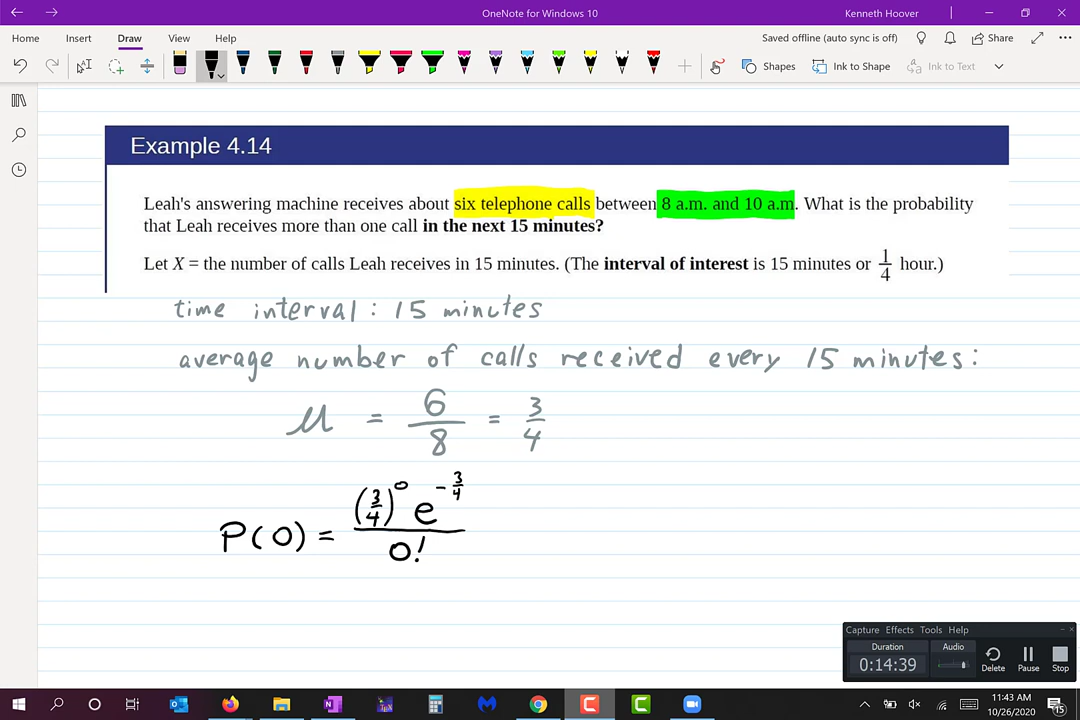 OneNote for Windows 10
Kenneth Hoover
Home Insert Draw View Help
Saved offline (auto sync is off)
Share
Shapes
Ink to Shape
Ink to Text
Example 4.14
Leah's answering machine receives about six telephone calls between 8 a.m. and 10 a.m. What is the probability
that Leah receives more than one call in the next 15 minutes?
Let X = the number of calls Leah receives in 15 minutes. (The interval of interest is 15 minutes or 1/4 hour.)
time interval: 15 minutes
average number of calls received every 15 minutes:
μ = 6/8 = 3/4
P(0) = (3/4)^0 e^-3/4 / 0!
Capture Effects Tools Help
Duration
Audio
0:14:39
Delete
Pause
Stop
11:43 AM
10/26/2020
15